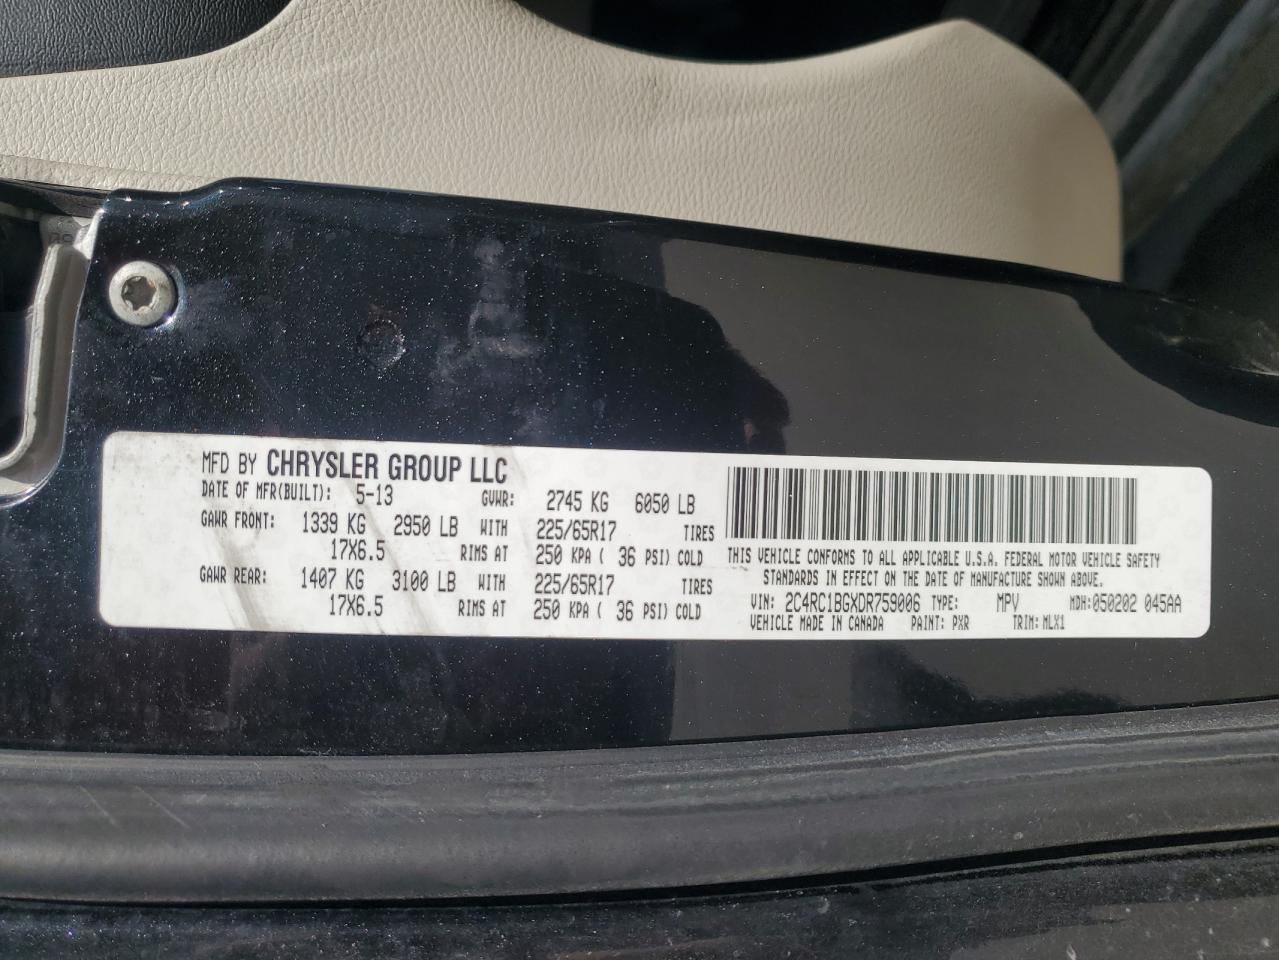 MFD BY CHRYSLER GROUP LLC
DATE OF MFR(BUILT): 5-13 GVWR: 2745 KG 6050 LB
GAWR FRONT: 1339 KG 2950 LB WITH 225/65R17 TIRES
17X6.5 RIMS AT 250 KPA ( 36 PSI) COLD
GAWR REAR: 1407 KG 3100 LB WITH 225/65R17 TIRES
17X6.5 RIMS AT 250 KPA ( 36 PSI) COLD
THIS VEHICLE CONFORMS TO ALL APPLICABLE U.S.A. FEDERAL MOTOR VEHICLE SAFETY
STANDARDS IN EFFECT ON THE DATE OF MANUFACTURE SHOWN ABOVE.
VIN: 2C4RC1BGXDR759006 TYPE: MPV MDH:050202 045AA
VEHICLE MADE IN CANADA PAINT: PXR TRIM: MLX1